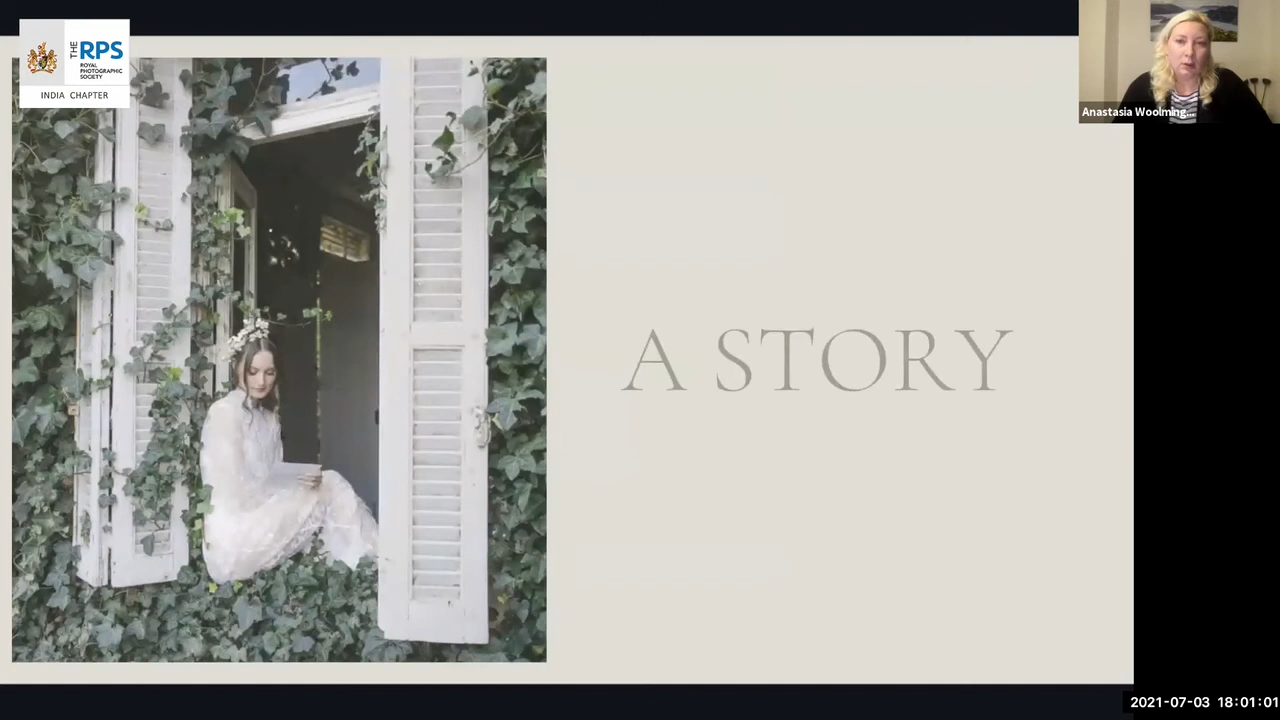 THE RPS
ROYAL
PHOTOGRAPHIC
SOCIETY
INDIA CHAPTER
Anastasia Woolming...
A STORY
2021-07-03 18:01:01